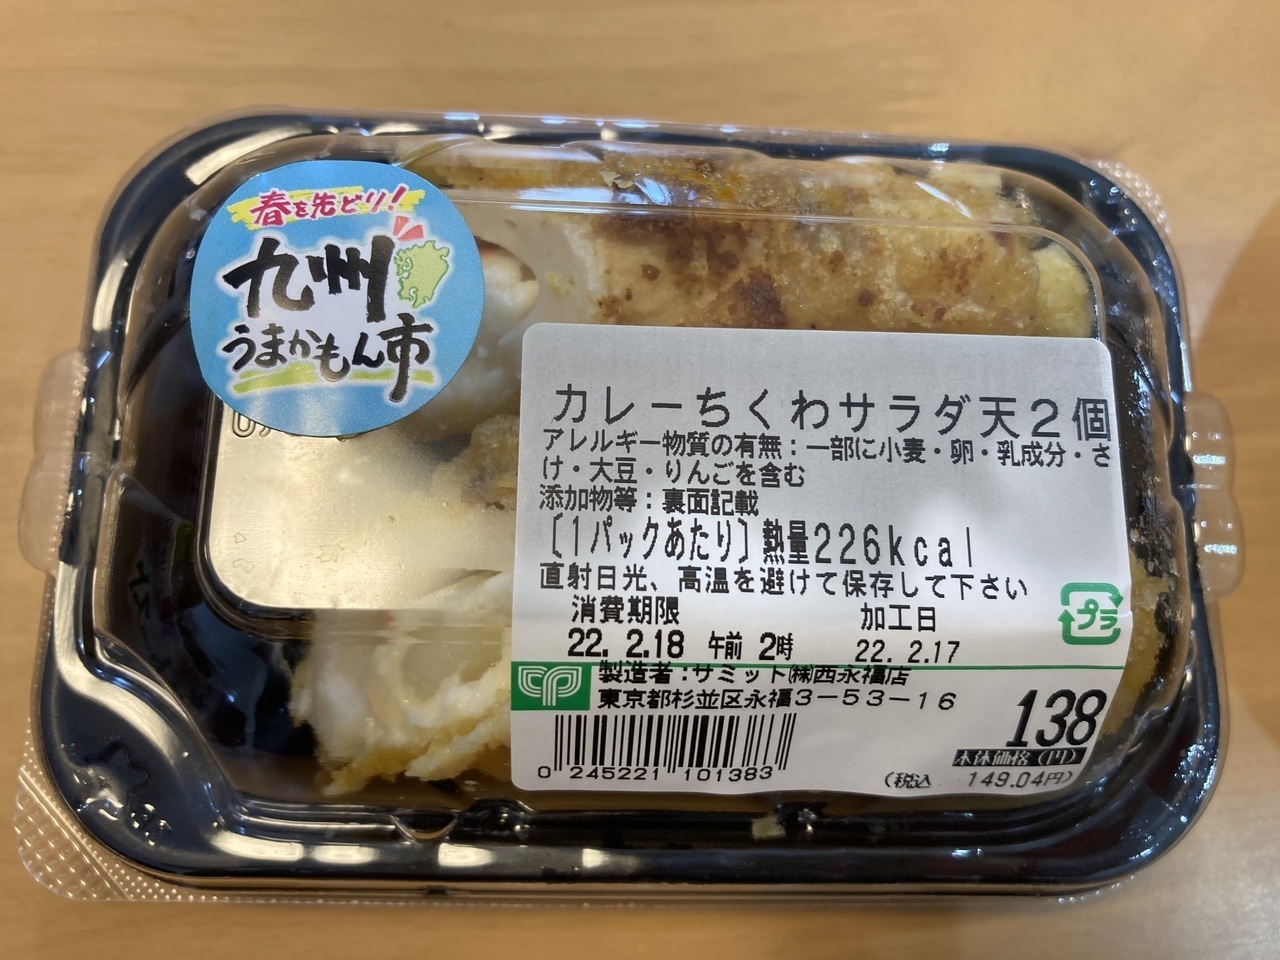 春を先どり!
九州
うまかもん市
カレーちくわサラダ天2個
アレルギー物質の有無：一部に小麦・卵・乳成分・さ
け・大豆・りんごを含む
添加物等：裏面記載
[1パックあたり]熱量226kcal
直射日光、高温を避けて保存して下さい
消費期限 加工日
22. 2.18 午前 2時 22. 2.17
プラ
製造者：サミット㈱西永福店
東京都杉並区永福3－53－16
138
本体価格(円)
0 245221 101383
(税込 149.04円)